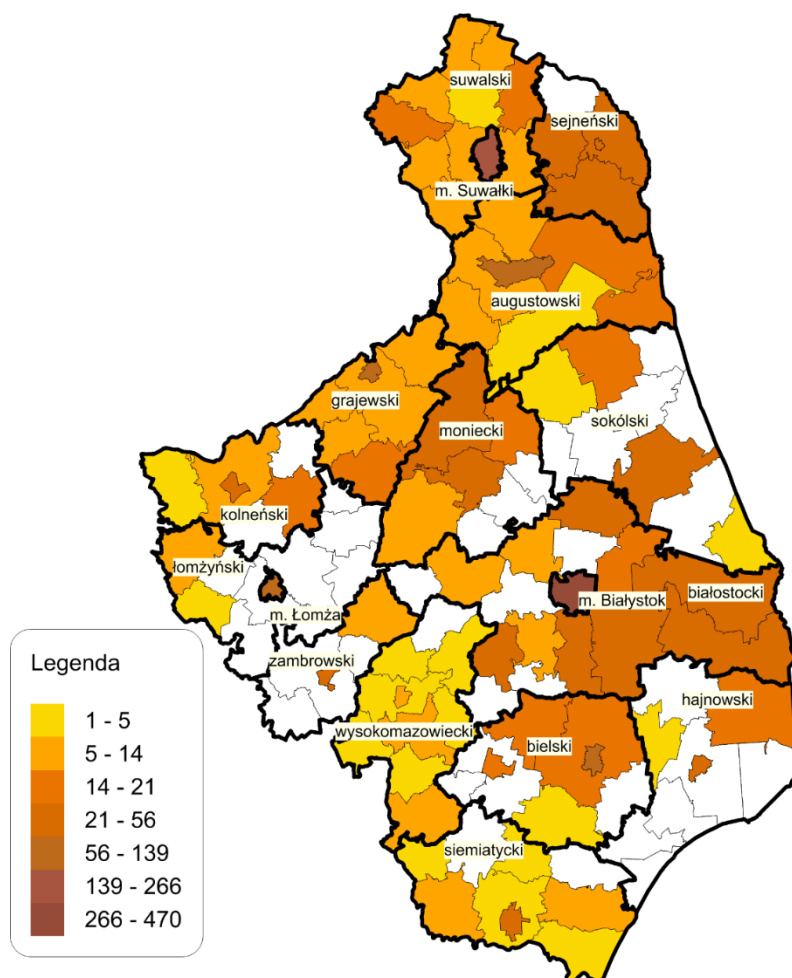 suwalski
sejneński
m. Suwałki
augustowski
grajewski
moniecki
sokólski
kolneński
łomżyński
m. Łomża
m. Białystok
białostocki
zambrowski
hajnowski
wysokomazowiecki
bielski
siemiatycki
Legenda
1 - 5
5 - 14
14 - 21
21 - 56
56 - 139
139 - 266
266 - 470